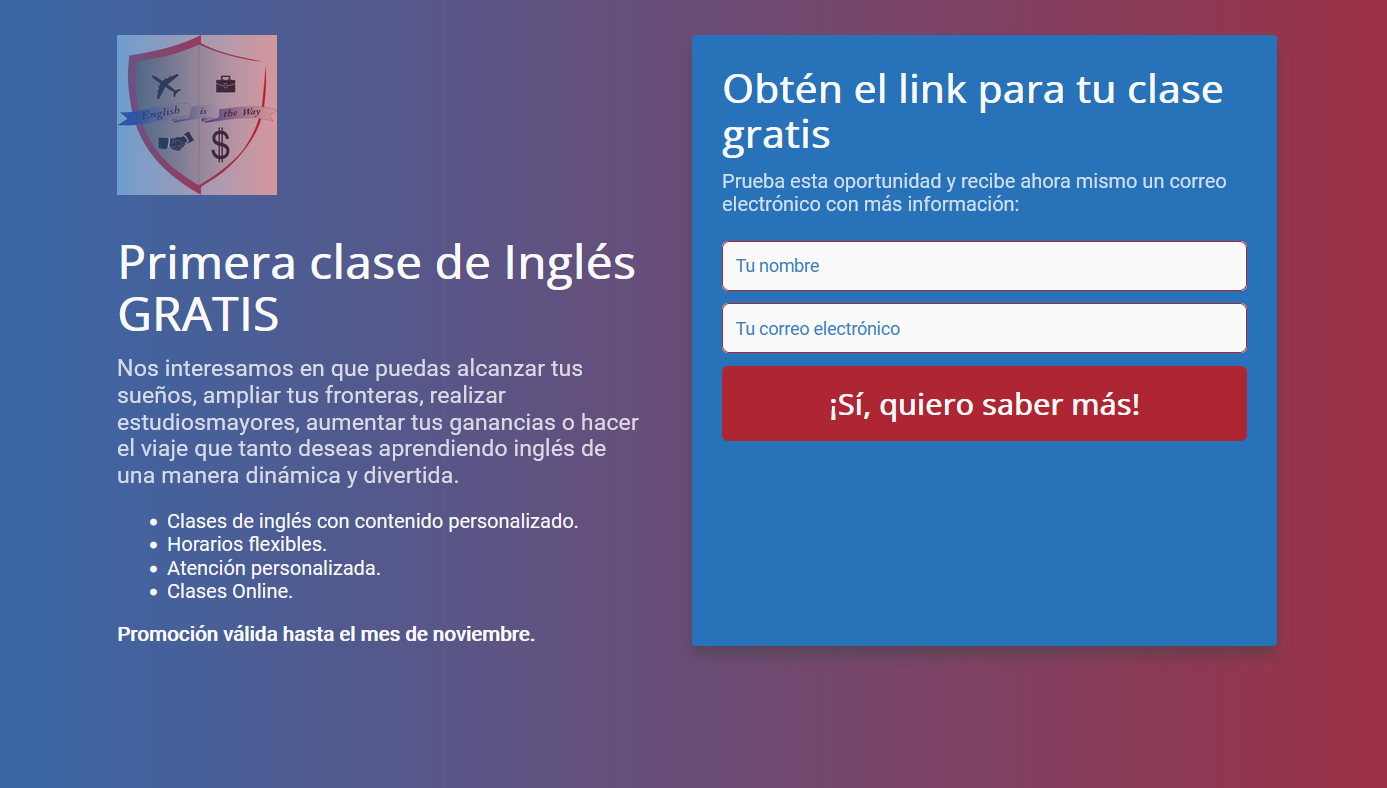 English is the Way
$
Primera clase de Inglés
GRATIS
Nos interesamos en que puedas alcanzar tus
sueños, ampliar tus fronteras, realizar
estudiosmayores, aumentar tus ganancias o hacer
el viaje que tanto deseas aprendiendo inglés de
una manera dinámica y divertida.
• Clases de inglés con contenido personalizado.
• Horarios flexibles.
• Atención personalizada.
• Clases Online.
Promoción válida hasta el mes de noviembre.
Obtén el link para tu clase
gratis
Prueba esta oportunidad y recibe ahora mismo un correo
electrónico con más información:
Tu nombre
Tu correo electrónico
¡Sí, quiero saber más!